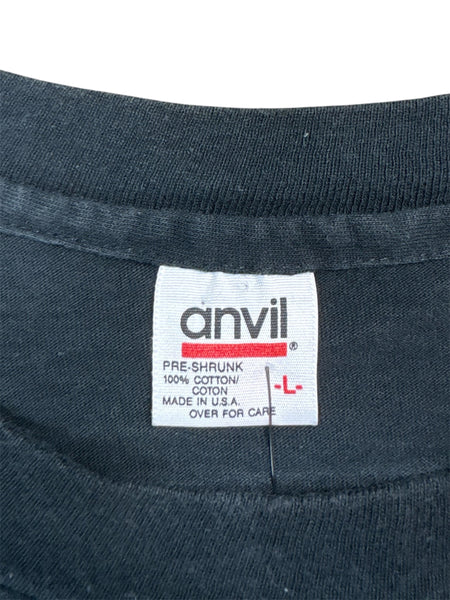 anvil®
PRE-SHRUNK
100% COTTON/
COTON
MADE IN U.S.A.
OVER FOR CARE
-L-